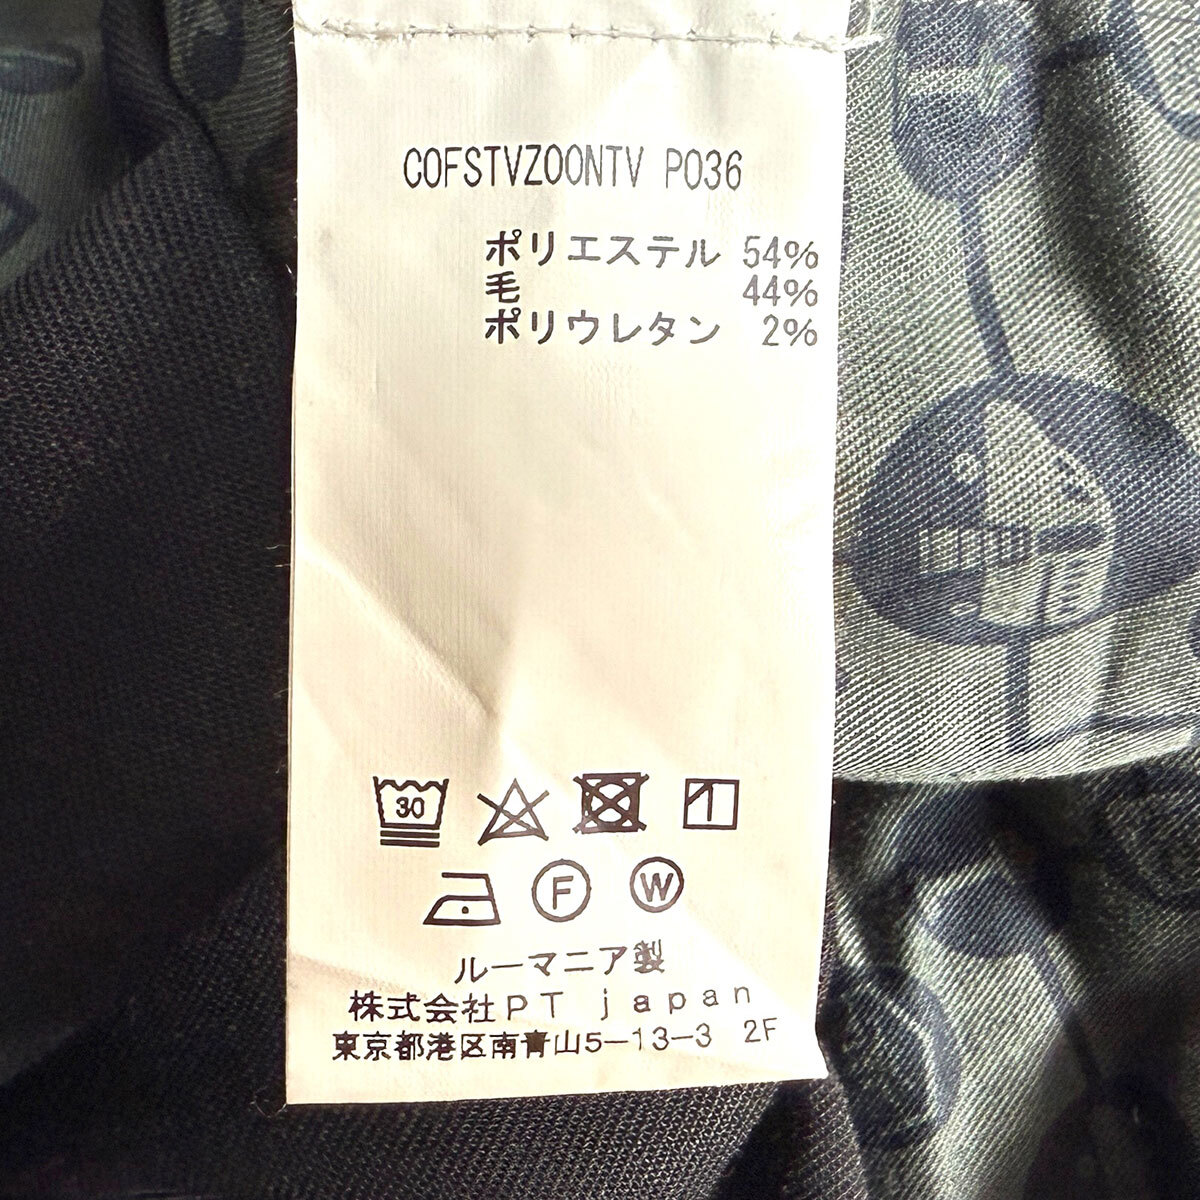 COFSTVZOONTV P036
ポリエステル 54%
毛 44%
ポリウレタン 2%
30
F W
ルーマニア製
株式会社PT japan
東京都港区南青山5-13-3 2F